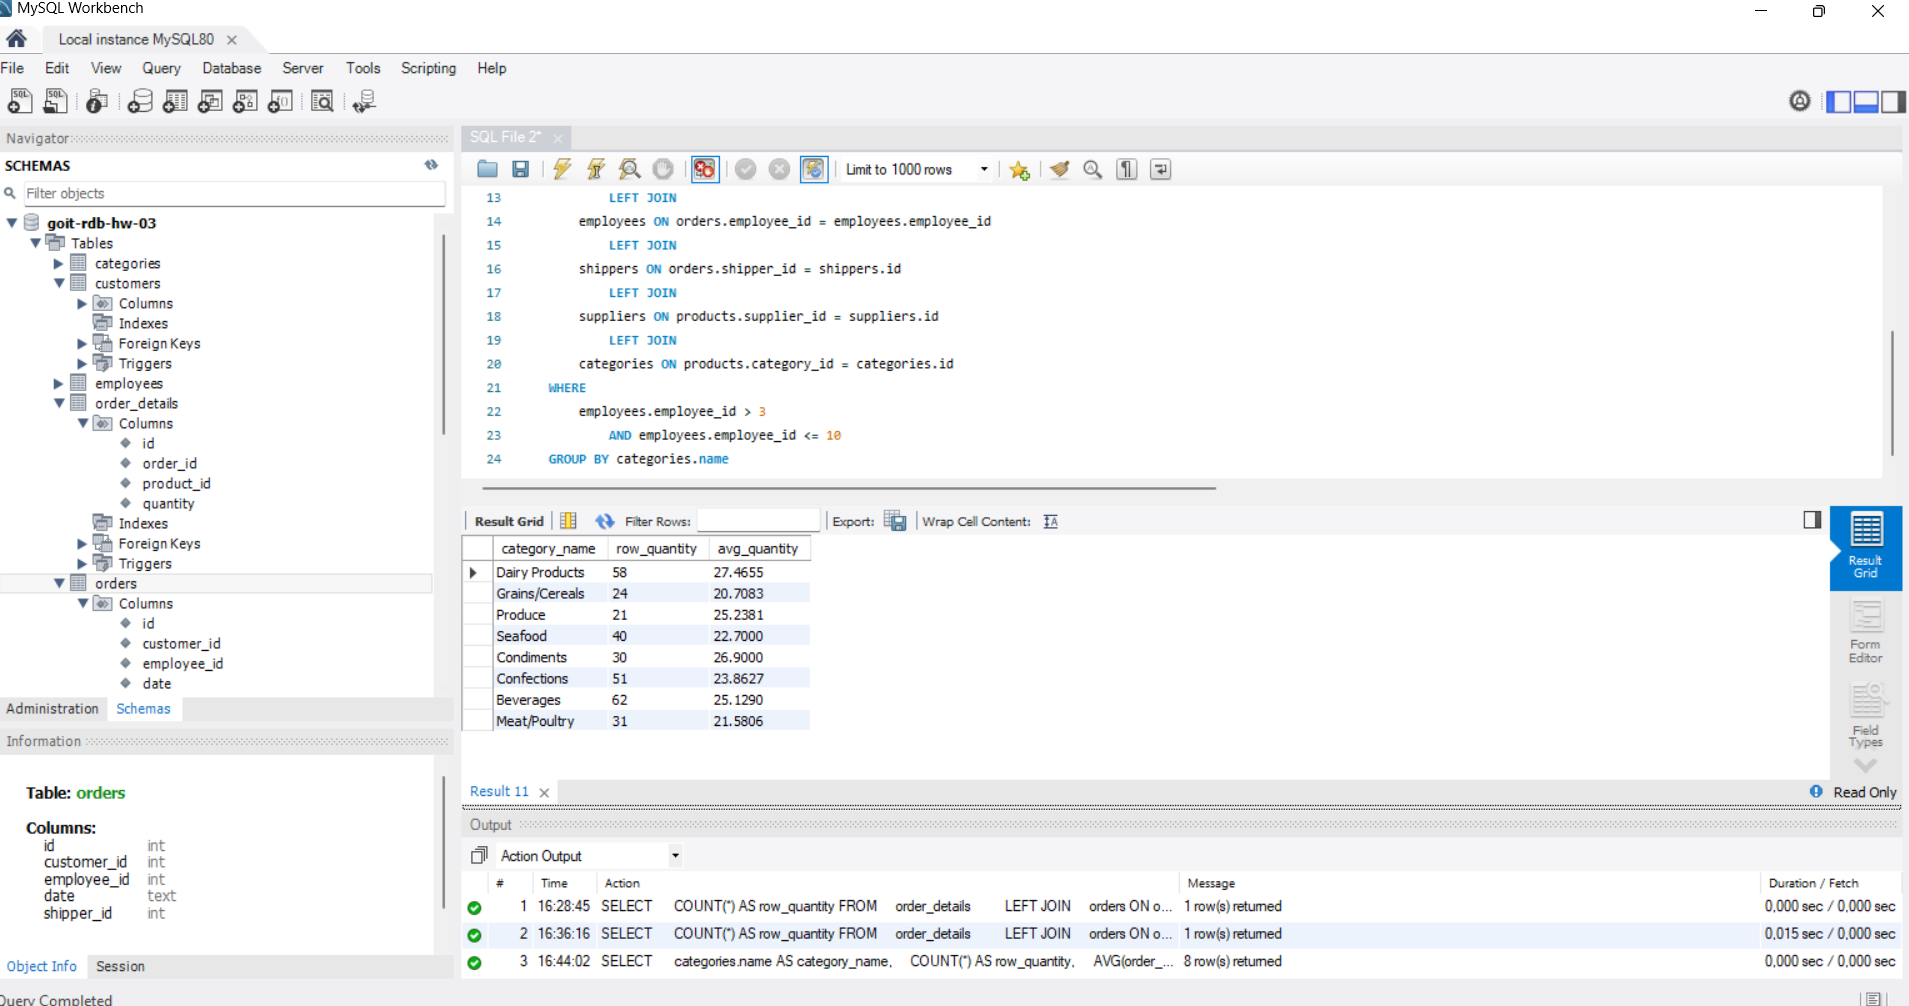 MySQL Workbench
Local instance MySQL80
File Edit View Query Database Server Tools Scripting Help
Navigator
SCHEMAS
Filter objects
goit-rdb-hw-03
Tables
categories
customers
Columns
Indexes
Foreign Keys
Triggers
employees
order_details
Columns
id
order_id
product_id
quantity
Indexes
Foreign Keys
Triggers
orders
Columns
id
customer_id
employee_id
date
Administration Schemas
Information
Table: orders
Columns:
id int
customer_id int
employee_id int
date text
shipper_id int
Object Info Session
Query Completed
SQL File 2*
Limit to 1000 rows
13 LEFT JOIN
14 employees ON orders.employee_id = employees.employee_id
15 LEFT JOIN
16 shippers ON orders.shipper_id = shippers.id
17 LEFT JOIN
18 suppliers ON products.supplier_id = suppliers.id
19 LEFT JOIN
20 categories ON products.category_id = categories.id
21 WHERE
22 employees.employee_id > 3
23 AND employees.employee_id <= 10
24 GROUP BY categories.name
Result Grid Filter Rows: Export: Wrap Cell Content:
category_name row_quantity avg_quantity
Dairy Products 58 27.4655
Grains/Cereals 24 20.7083
Produce 21 25.2381
Seafood 40 22.7000
Condiments 30 26.9000
Confections 51 23.8627
Beverages 62 25.1290
Meat/Poultry 31 21.5806
Result
Grid
Form
Editor
Field
Types
Result 11
Read Only
Output
Action Output
# Time Action Message Duration / Fetch
1 16:28:45 SELECT COUNT(*) AS row_quantity FROM order_details LEFT JOIN orders ON o... 1 row(s) returned 0,000 sec / 0,000 sec
2 16:36:16 SELECT COUNT(*) AS row_quantity FROM order_details LEFT JOIN orders ON o... 1 row(s) returned 0,015 sec / 0,000 sec
3 16:44:02 SELECT categories.name AS category_name, COUNT(*) AS row_quantity, AVG(order_... 8 row(s) returned 0,000 sec / 0,000 sec